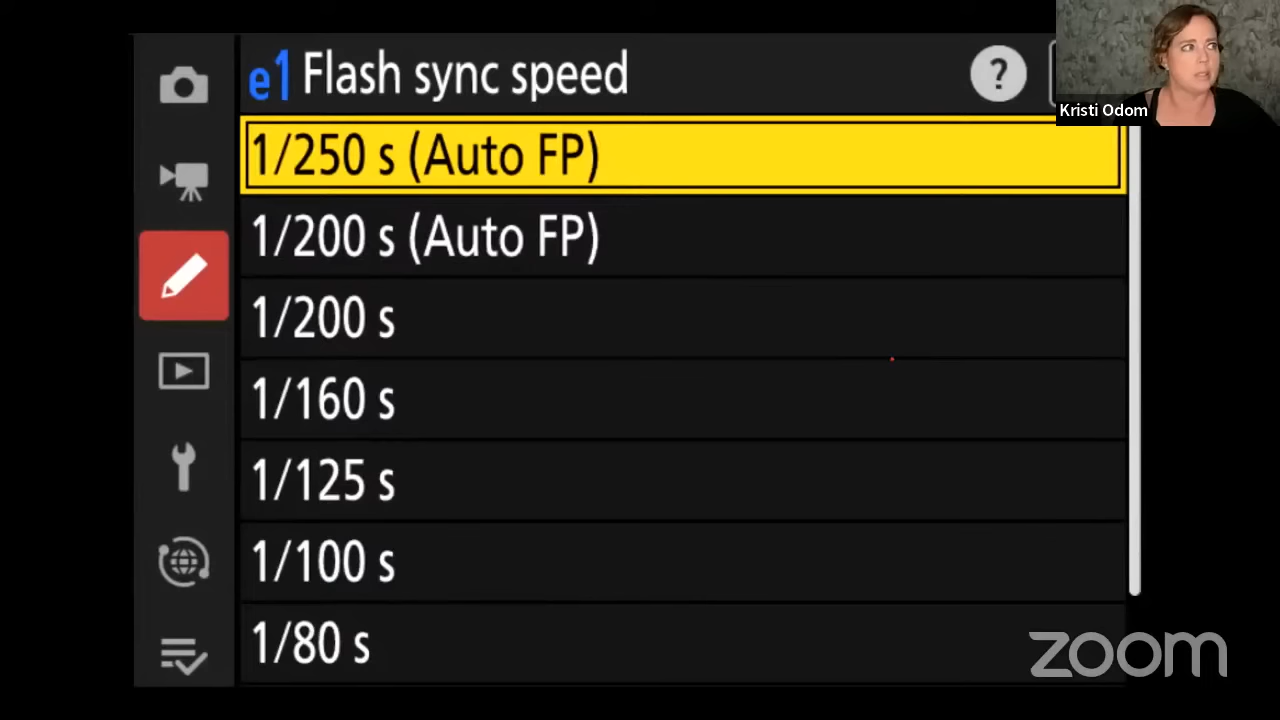 e1 Flash sync speed
?
Kristi Odom
1/250 s (Auto FP)
1/200 s (Auto FP)
1/200 s
1/160 s
1/125 s
1/100 s
1/80 s
zoom